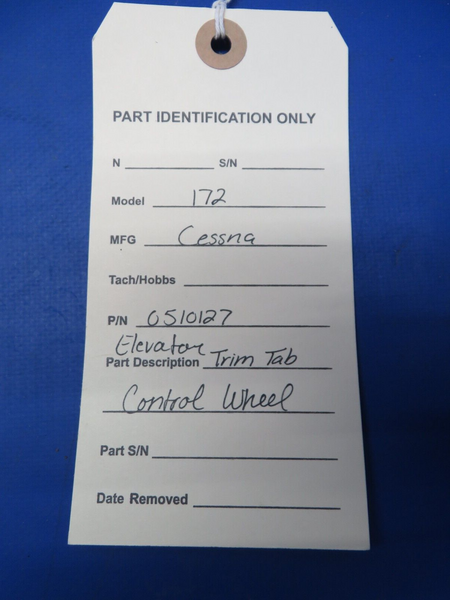 PART IDENTIFICATION ONLY
N S/N
Model 172
MFG Cessna
Tach/Hobbs
P/N 0510127
Elevator
Part Description Trim Tab
Control Wheel
Part S/N
Date Removed